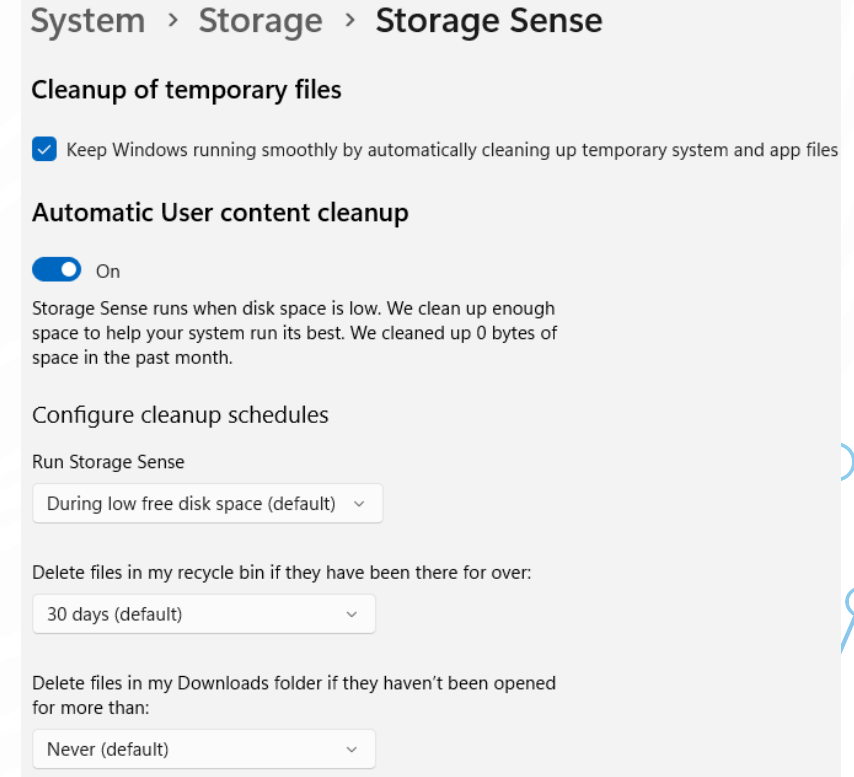 System > Storage > Storage Sense
Cleanup of temporary files
Keep Windows running smoothly by automatically cleaning up temporary system and app files
Automatic User content cleanup
On
Storage Sense runs when disk space is low. We clean up enough
space to help your system run its best. We cleaned up 0 bytes of
space in the past month.
Configure cleanup schedules
Run Storage Sense
During low free disk space (default)
Delete files in my recycle bin if they have been there for over:
30 days (default)
Delete files in my Downloads folder if they haven't been opened
for more than:
Never (default)